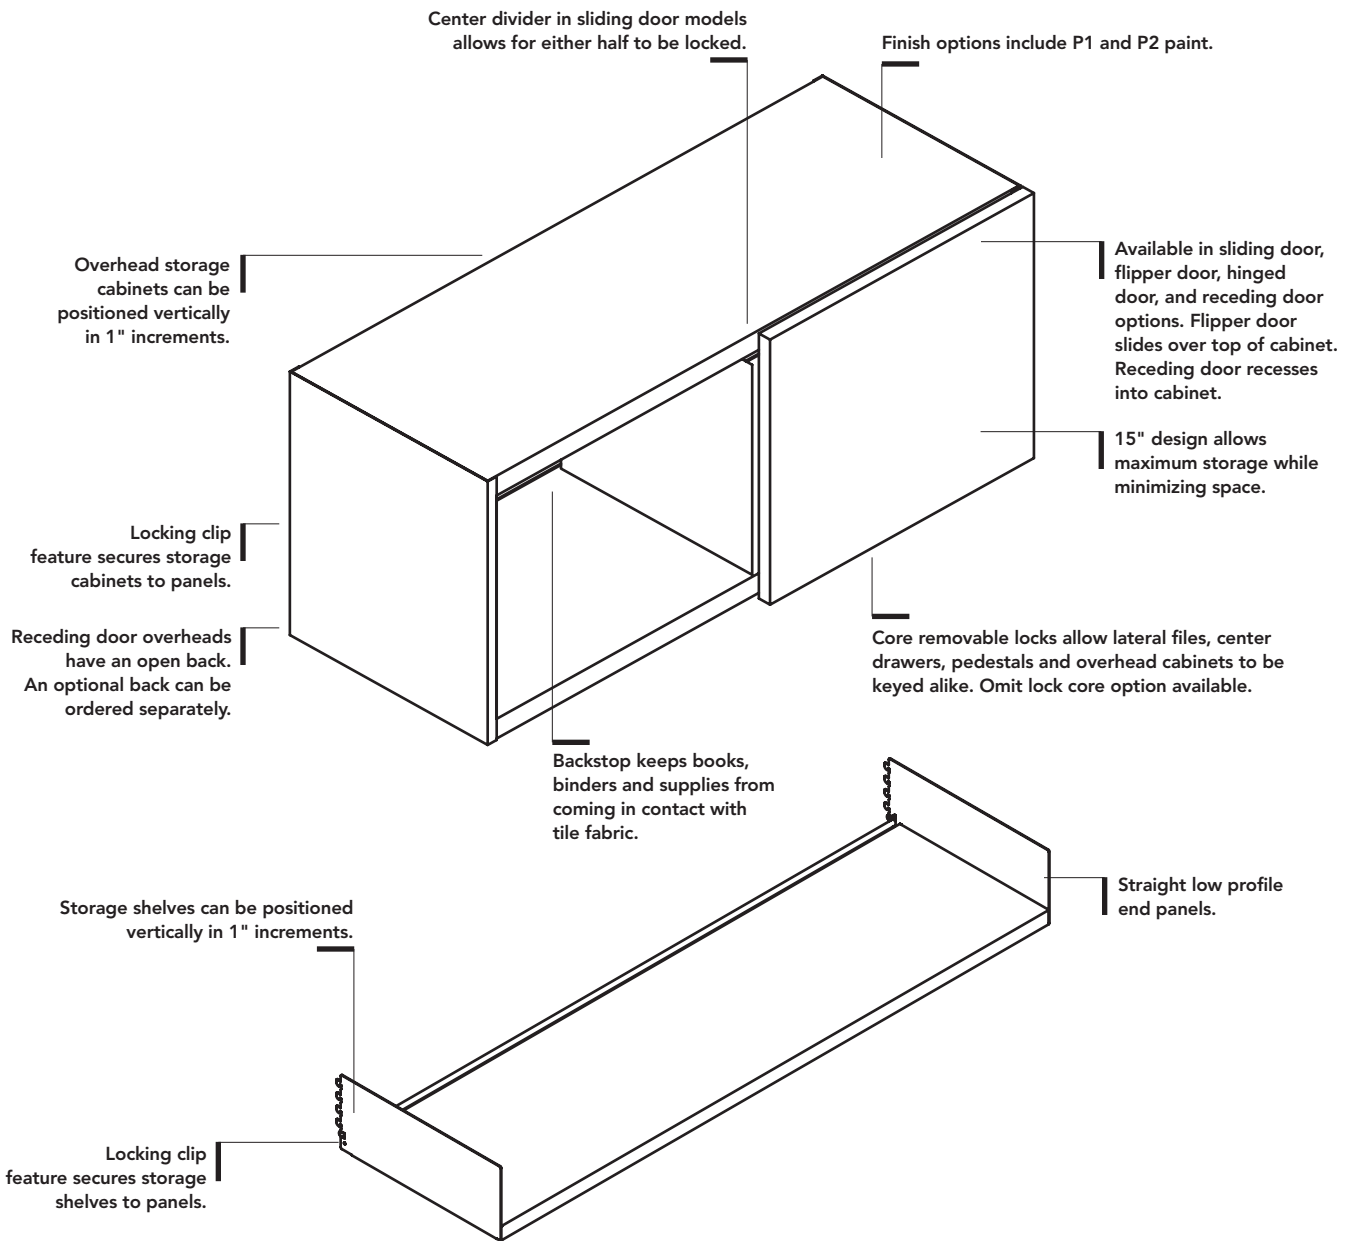 Center divider in sliding door models
allows for either half to be locked.
Finish options include P1 and P2 paint.
Overhead storage
cabinets can be
positioned vertically
in 1" increments.
Available in sliding door,
flipper door, hinged
door, and receding door
options. Flipper door
slides over top of cabinet.
Receding door recesses
into cabinet.
15" design allows
maximum storage while
minimizing space.
Locking clip
feature secures storage
cabinets to panels.
Receding door overheads
have an open back.
An optional back can be
ordered separately.
Core removable locks allow lateral files, center
drawers, pedestals and overhead cabinets to be
keyed alike. Omit lock core option available.
Backstop keeps books,
binders and supplies from
coming in contact with
tile fabric.
Straight low profile
end panels.
Storage shelves can be positioned
vertically in 1" increments.
Locking clip
feature secures storage
shelves to panels.